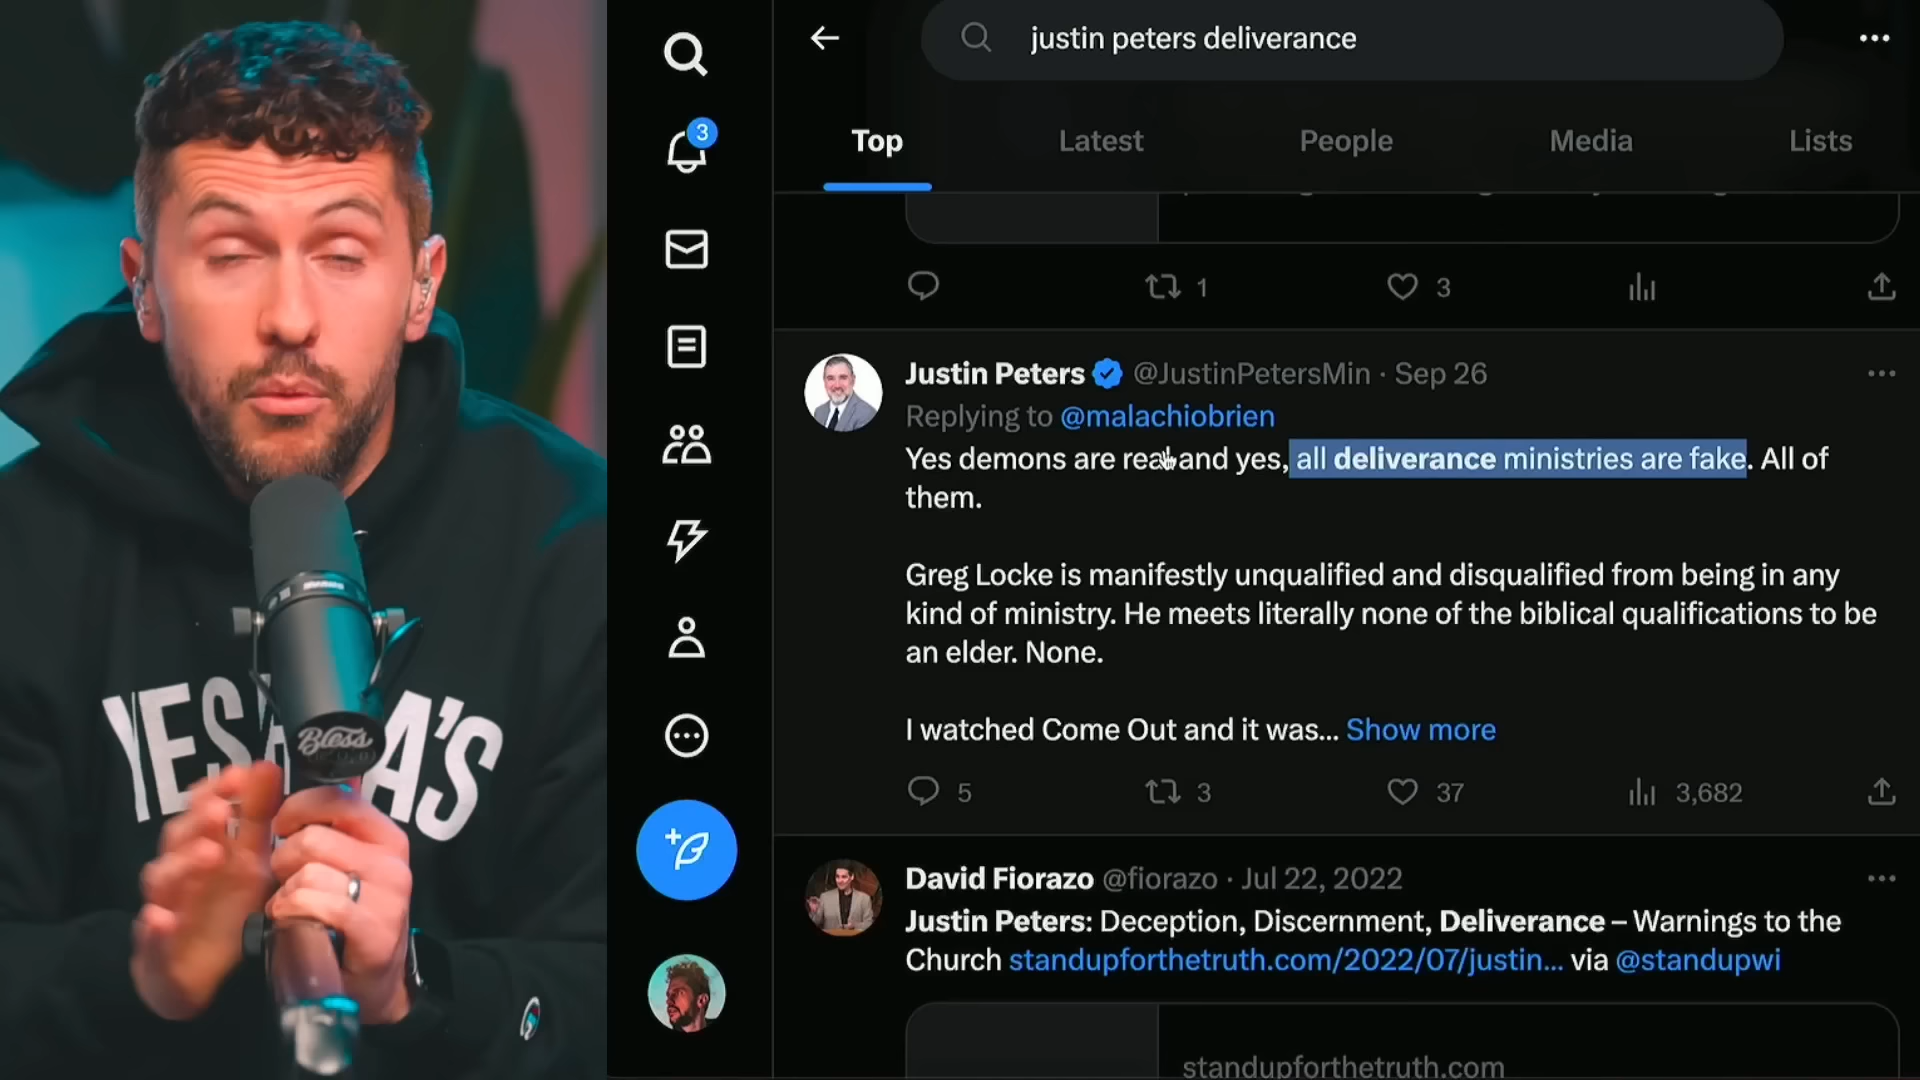 justin peters deliverance
Top
Latest
People
Media
Lists
3
1
3
Justin Peters @JustinPetersMin · Sep 26
Replying to @malachiobrien
Yes demons are real and yes, all deliverance ministries are fake. All of
them.
Greg Locke is manifestly unqualified and disqualified from being in any
kind of ministry. He meets literally none of the biblical qualifications to be
an elder. None.
I watched Come Out and it was... Show more
5
3
37
3,682
David Fiorazo @fiorazo · Jul 22, 2022
Justin Peters: Deception, Discernment, Deliverance – Warnings to the
Church standupforthetruth.com/2022/07/justin... via @standupwi
standupforthetruth.com
Bless